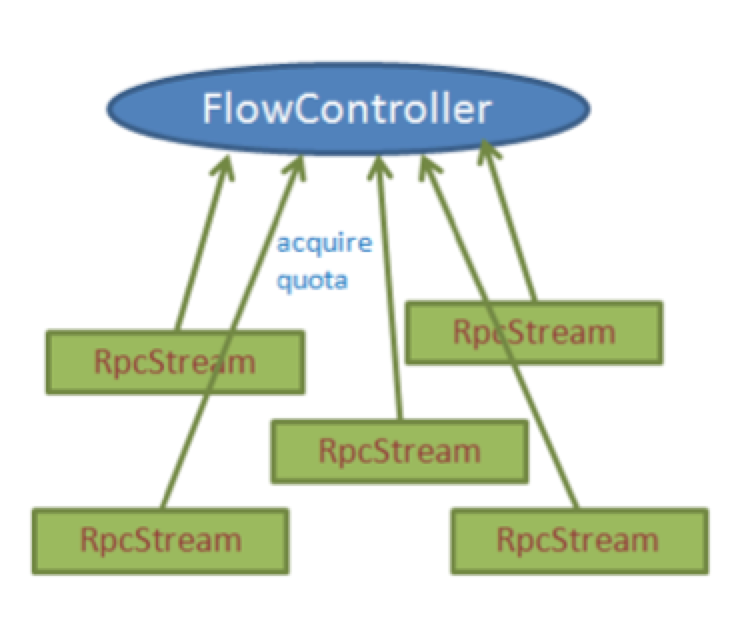 FlowController
acquire
quota
RpcStream
RpcStream
RpcStream
RpcStream
RpcStream